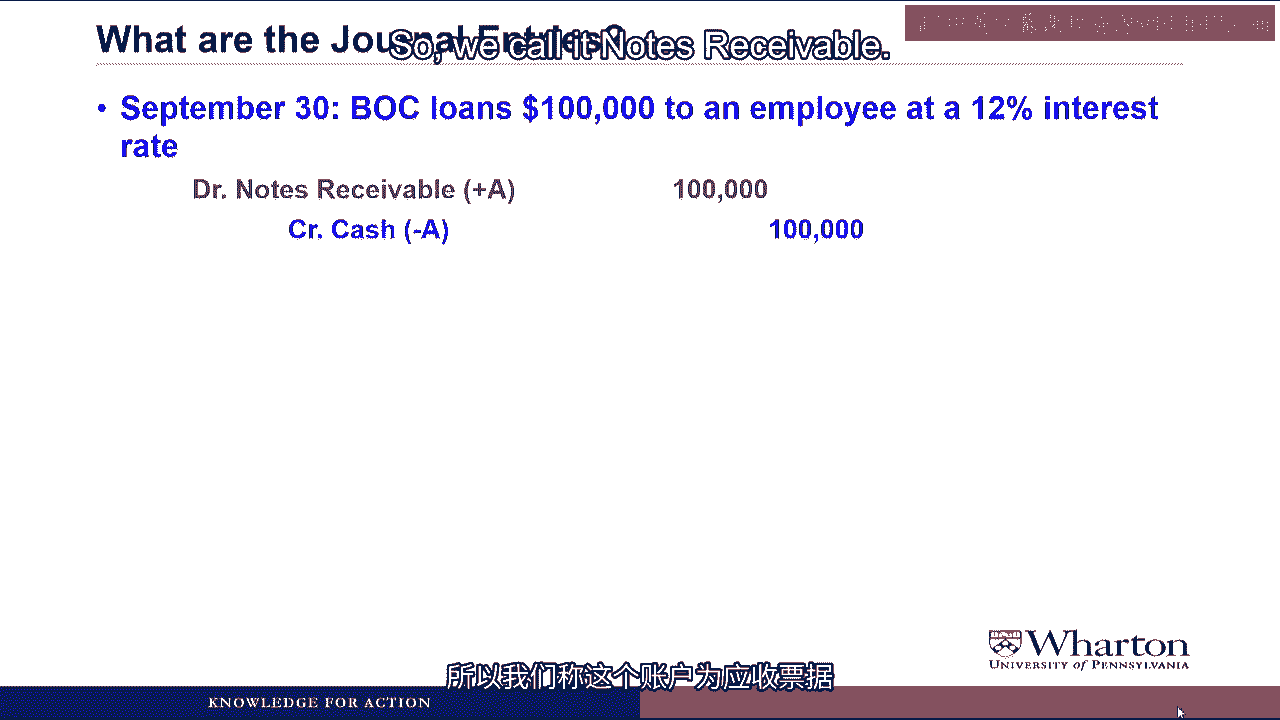 What are the Journal Entries?
So, we call it Notes Receivable.
• September 30: BOC loans $100,000 to an employee at a 12% interest
rate
Dr. Notes Receivable (+A) 100,000
Cr. Cash (-A) 100,000
Wharton
UNIVERSITY OF PENNSYLVANIA
所以我们称这个账户为应收票据
KNOWLEDGE FOR ACTION